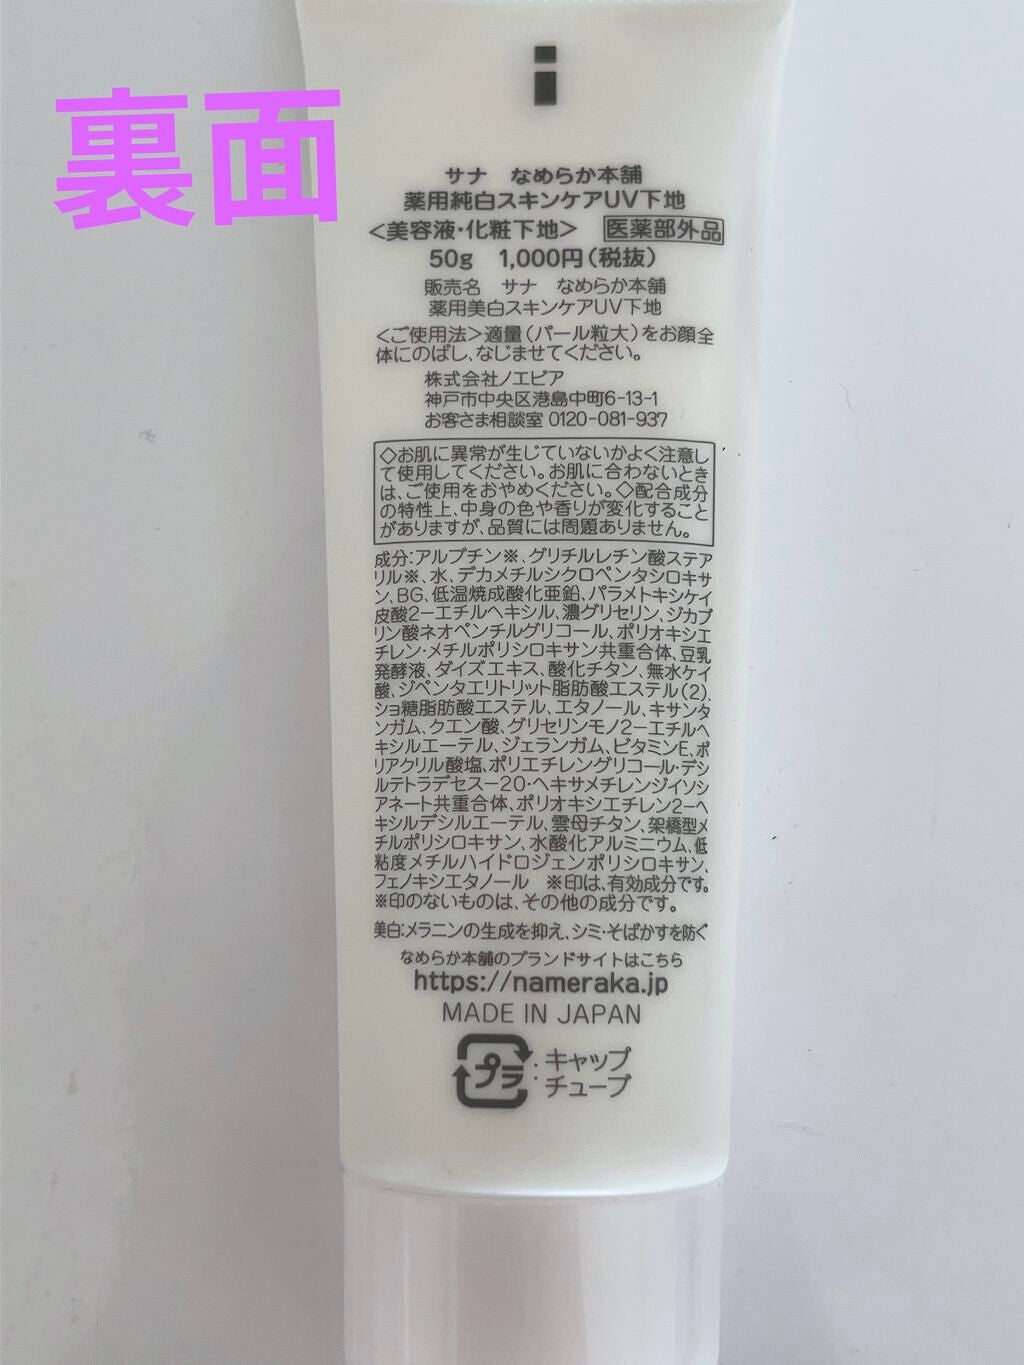 裏面
サナ なめらか本舗
薬用純白スキンケアUV下地
<美容液・化粧下地> 医薬部外品
50g 1,000円(税抜)
販売名 サナ なめらか本舗
薬用美白スキンケアUV下地
<ご使用法>適量(パール粒大)をお顔全
体にのばし、なじませてください。
株式会社ノエビア
神戸市中央区港島中町6-13-1
お客さま相談室 0120-081-937
◇お肌に異常が生じていないかよく注意し
て使用してください。お肌に合わないとき
は、ご使用をおやめください。◇配合成分
の特性上、中身の色や香りが変化すること
がありますが、品質には問題ありません。
成分:アルブチン※、グリチルレチン酸ステア
リル※、水、デカメチルシクロペンタシロキサ
ン、BG、低温焼成酸化亜鉛、パラメトキシケイ
皮酸2-エチルヘキシル、濃グリセリン、ジカプ
リン酸ネオペンチルグリコール、ポリオキシエ
チレン・メチルポリシロキサン共重合体、豆乳
発酵液、ダイズエキス、酸化チタン、無水ケイ
酸、ジペンタエリトリット脂肪酸エステル(2)、
ショ糖脂肪酸エステル、エタノール、キサンタ
ンガム、クエン酸、グリセリンモノ2-エチルヘ
キシルエーテル、ジェランガム、ビタミンE、ポ
リアクリル酸塩、ポリエチレングリコール・デシ
ルテトラデセス-20・ヘキサメチレンジイソシ
アネート共重合体、ポリオキシエチレン2-ヘ
キシルデシルエーテル、雲母チタン、架橋型メ
チルポリシロキサン、水酸化アルミニウム、低
粘度メチルハイドロジェンポリシロキサン、
フェノキシエタノール ※印は、有効成分です。
※印のないものは、その他の成分です。
美白:メラニンの生成を抑え、シミ・そばかすを防ぐ
なめらか本舗のブランドサイトはこちら
https://nameraka.jp
MADE IN JAPAN
プラ :キャップ
:チューブ